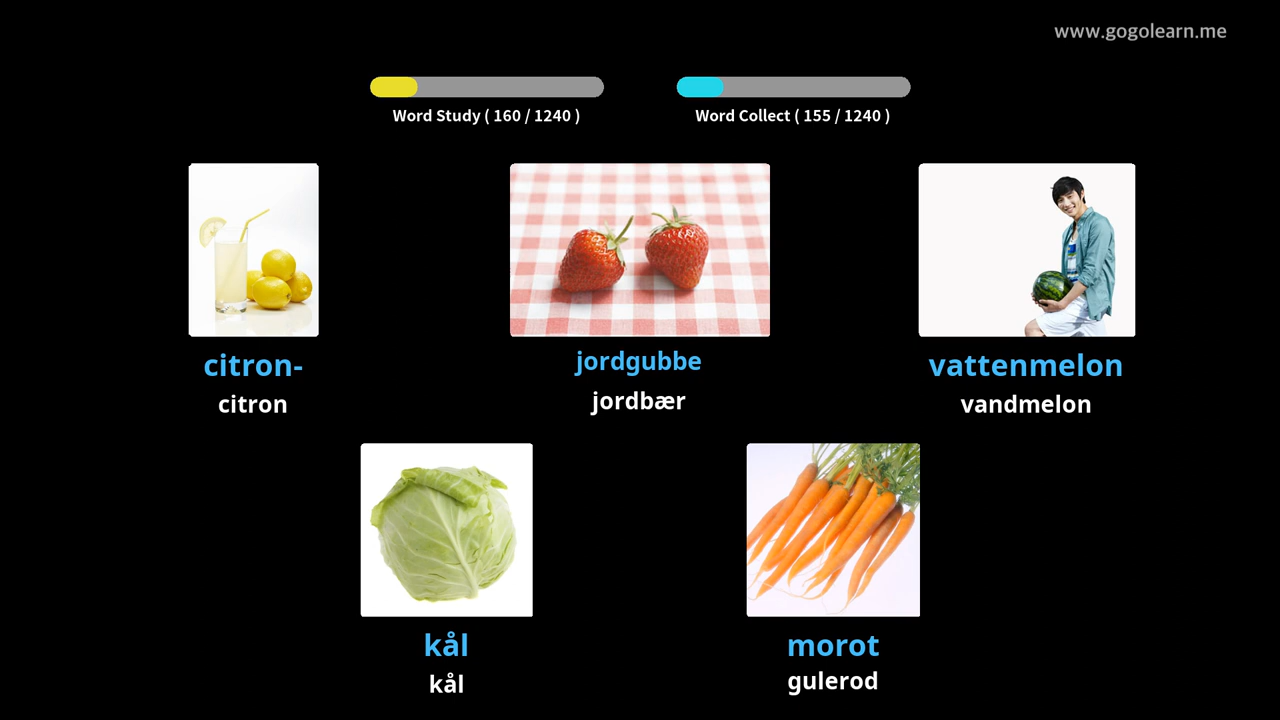 www.gogolearn.me
Word Study ( 160 / 1240 )
Word Collect ( 155 / 1240 )
citron-
citron
jordgubbe
jordbær
vattenmelon
vandmelon
kål
kål
morot
gulerod